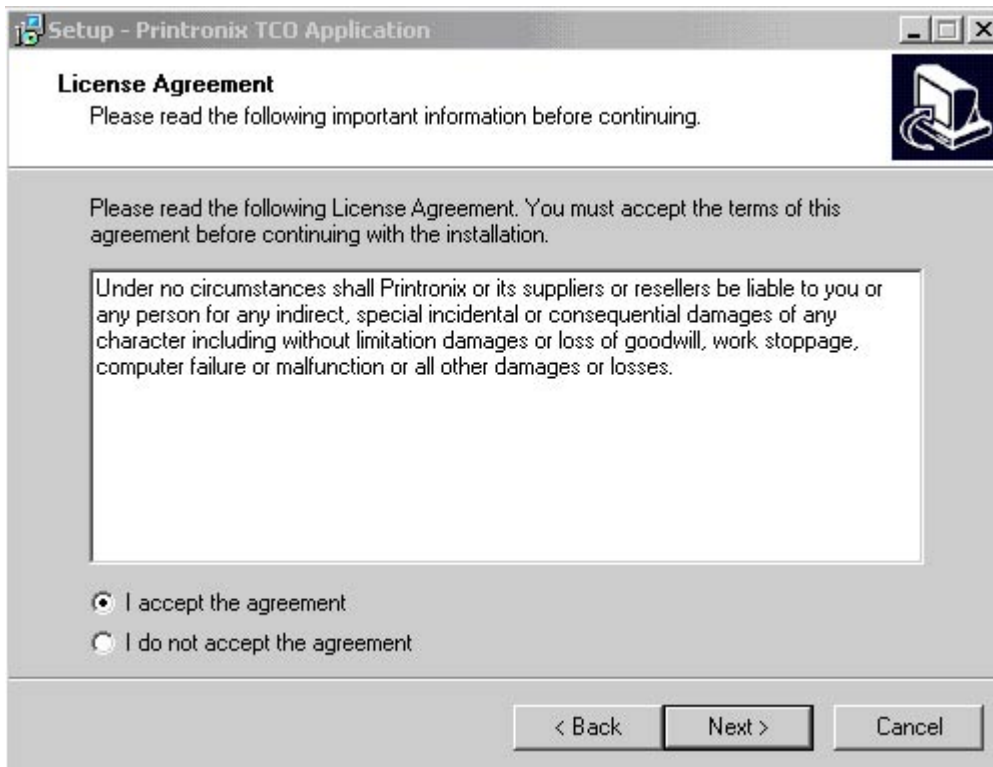 Setup - Printronix TCO Application
License Agreement
Please read the following important information before continuing.
Please read the following License Agreement. You must accept the terms of this
agreement before continuing with the installation.
Under no circumstances shall Printronix or its suppliers or resellers be liable to you or
any person for any indirect, special incidental or consequential damages of any
character including without limitation damages or loss of goodwill, work stoppage,
computer failure or malfunction or all other damages or losses.
I accept the agreement
I do not accept the agreement
< Back
Next >
Cancel